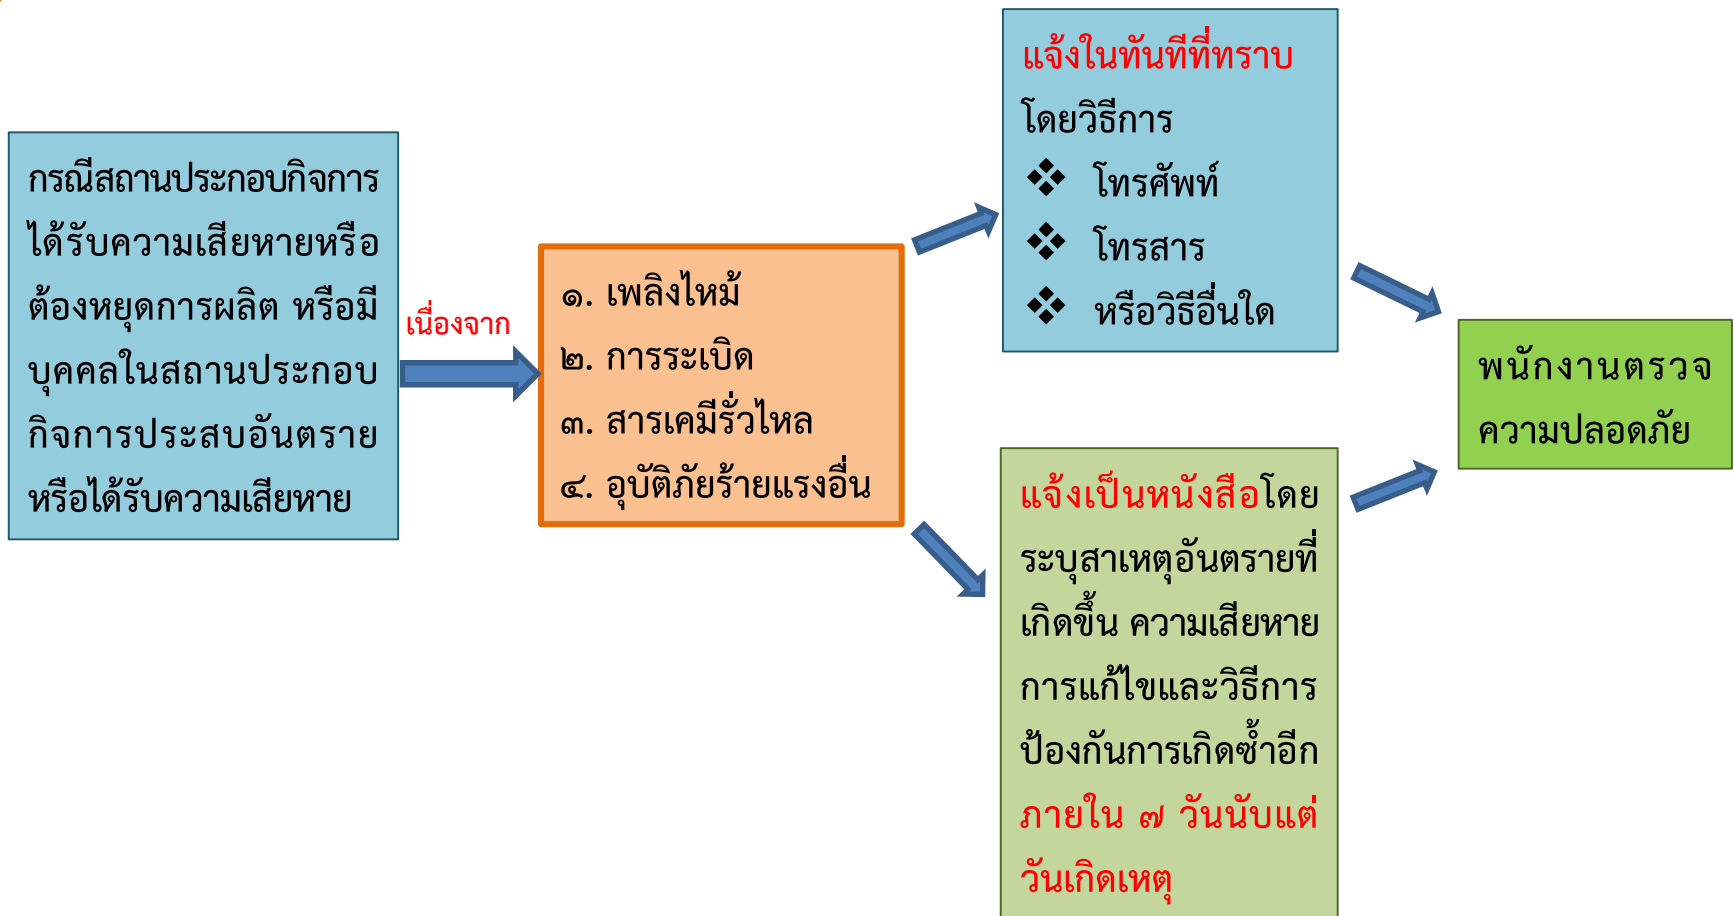 กรณีสถานประกอบกิจการ
ได้รับความเสียหายหรือ
ต้องหยุดการผลิต หรือมี
บุคคลในสถานประกอบ
กิจการประสบอันตราย
หรือได้รับความเสียหาย
เนื่องจาก
๑. เพลิงไหม้
๒. การระเบิด
๓. สารเคมีรั่วไหล
๔. อุบัติภัยร้ายแรงอื่น
แจ้งในทันทีที่ทราบ
โดยวิธีการ
❖ โทรศัพท์
❖ โทรสาร
❖ หรือวิธีอื่นใด
แจ้งเป็นหนังสือโดย
ระบุสาเหตุอันตรายที่
เกิดขึ้น ความเสียหาย
การแก้ไขและวิธีการ
ป้องกันการเกิดซ้ำอีก
ภายใน ๗ วันนับแต่
วันเกิดเหตุ
พนักงานตรวจ
ความปลอดภัย